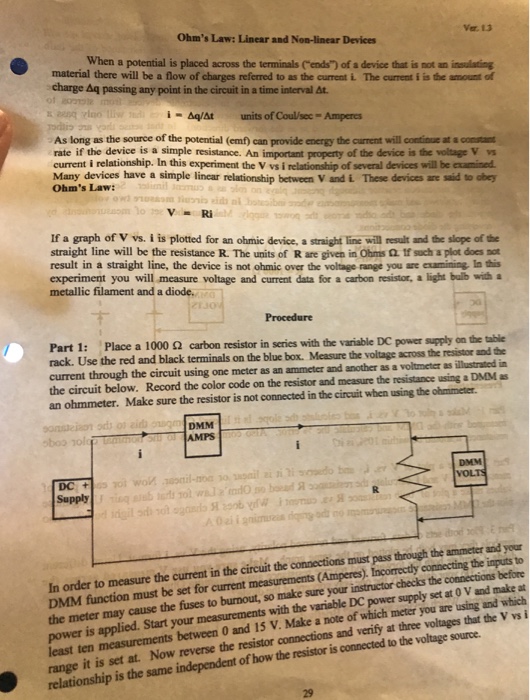 Ver. 1.3
Ohm's Law: Linear and Non-linear Devices
When a potential is placed across the terminals ("ends") of a device that is not an insulating
material there will be a flow of charges referred to as the current i. The current i is the amount of
charge Δq passing any point in the circuit in a time interval Δt.
i = Δq/Δt units of Coul/sec = Amperes
As long as the source of the potential (emf) can provide energy the current will continue at a constant
rate if the device is a simple resistance. An important property of the device is the voltage V vs
current i relationship. In this experiment the V vs i relationship of several devices will be examined.
Many devices have a simple linear relationship between V and i. These devices are said to obey
Ohm's Law:
V = Ri
If a graph of V vs. i is plotted for an ohmic device, a straight line will result and the slope of the
straight line will be the resistance R. The units of R are given in Ohms Ω. If such a plot does not
result in a straight line, the device is not ohmic over the voltage range you are examining. In this
experiment you will measure voltage and current data for a carbon resistor, a light bulb with a
metallic filament and a diode.
Procedure
Part 1: Place a 1000 Ω carbon resistor in series with the variable DC power supply on the table
rack. Use the red and black terminals on the blue box. Measure the voltage across the resistor and the
current through the circuit using one meter as an ammeter and another as a voltmeter as illustrated in
the circuit below. Record the color code on the resistor and measure the resistance using a DMM as
an ohmmeter. Make sure the resistor is not connected in the circuit when using the ohmmeter.
DMM
AMPS
i
i
DMM
VOLTS
DC +
Supply
-
R
In order to measure the current in the circuit the connections must pass through the ammeter and your
DMM function must be set for current measurements (Amperes). Incorrectly connecting the inputs to
the meter may cause the fuses to burnout, so make sure your instructor checks the connections before
power is applied. Start your measurements with the variable DC power supply set at 0 V and make at
least ten measurements between 0 and 15 V. Make a note of which meter you are using and which
range it is set at. Now reverse the resistor connections and verify at three voltages that the V vs i
relationship is the same independent of how the resistor is connected to the voltage source.
29